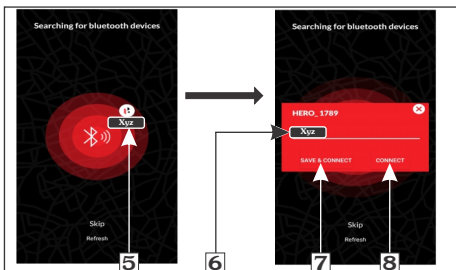 Searching for bluetooth devices
Xyz
Skip
Refresh
5
6
Searching for bluetooth devices
HERO_1789
Xyz
SAVE & CONNECT CONNECT
Skip
Refresh
7
8